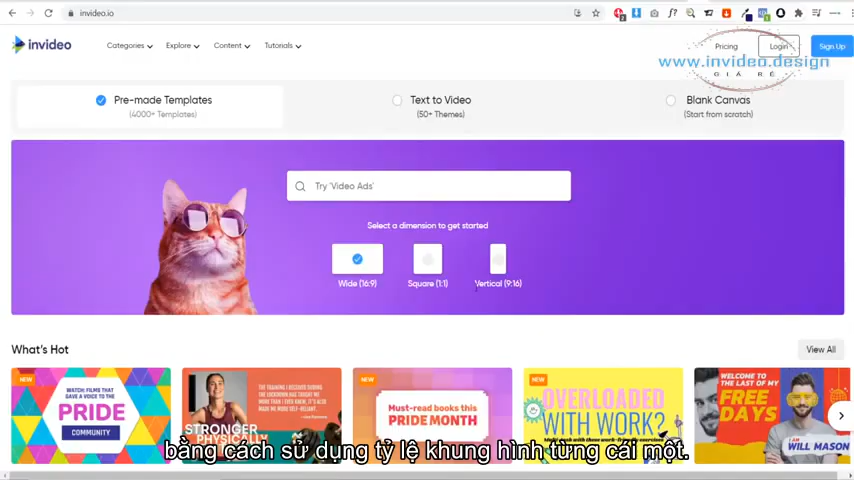 invideo.io
invideo
Categories
Explore
Content
Tutorials
Pricing
Login
Sign Up
www.invideo.design
GIÁ RẺ
Pre-made Templates
(4000+ Templates)
Text to Video
(50+ Themes)
Blank Canvas
(Start from scratch)
Try 'Video Ads'
Select a dimension to get started
Wide (16:9)
Square (1:1)
Vertical (9:16)
What's Hot
View All
NEW
WATCH: FILMS THAT
GAVE A VOICE TO THE
PRIDE
COMMUNITY
STRONGER
PHYSICALLY
NEW
Must-read books this
PRIDE MONTH
NEW
OVERLOADED
WITH WORK?
WELCOME TO THE
LAST OF MY
FREE
DAYS
I AM
WILL MASON
bằng cách sử dụng tỷ lệ khung hình từng cái một.